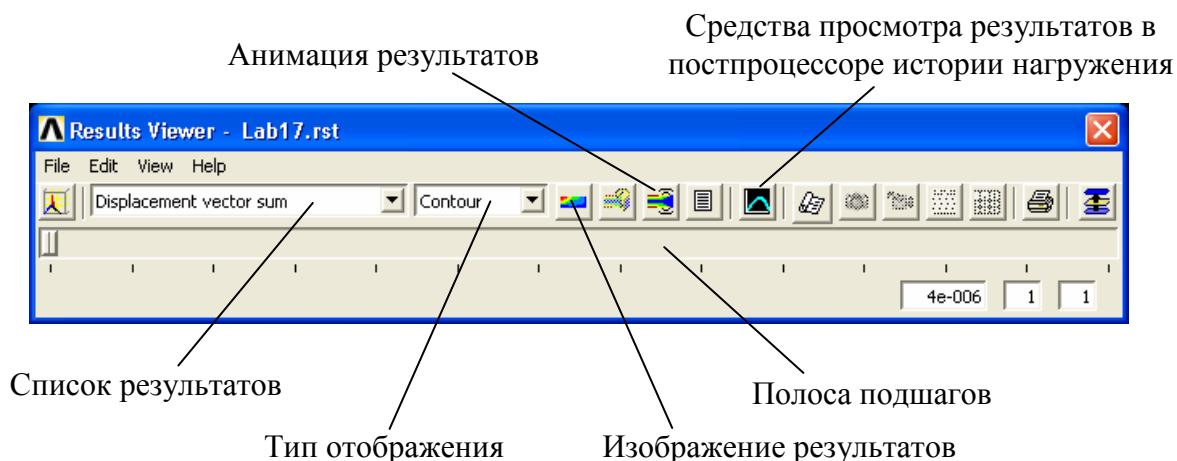 Средства просмотра результатов в
постпроцессоре истории нагружения
Анимация результатов
Results Viewer - Lab17.rst
File Edit View Help
Displacement vector sum
Contour
4e-006 1 1
Список результатов
Полоса подшагов
Тип отображения
Изображение результатов